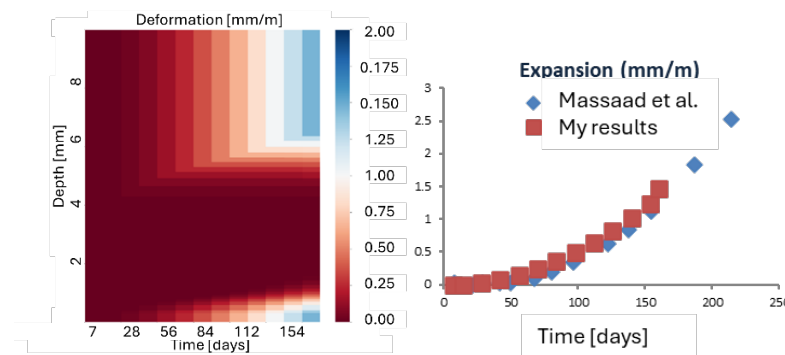 Deformation [mm/m]
2.00
0.175
0.150
1.25
1.00
0.75
0.50
0.25
0.00
8
6
4
2
Depth [mm]
7 28 56 84 112 154
Time [days]
Expansion (mm/m)
Massaad et al.
My results
3
2.5
2
1.5
1
0.5
0
0 50 100 150 200 250
Time [days]